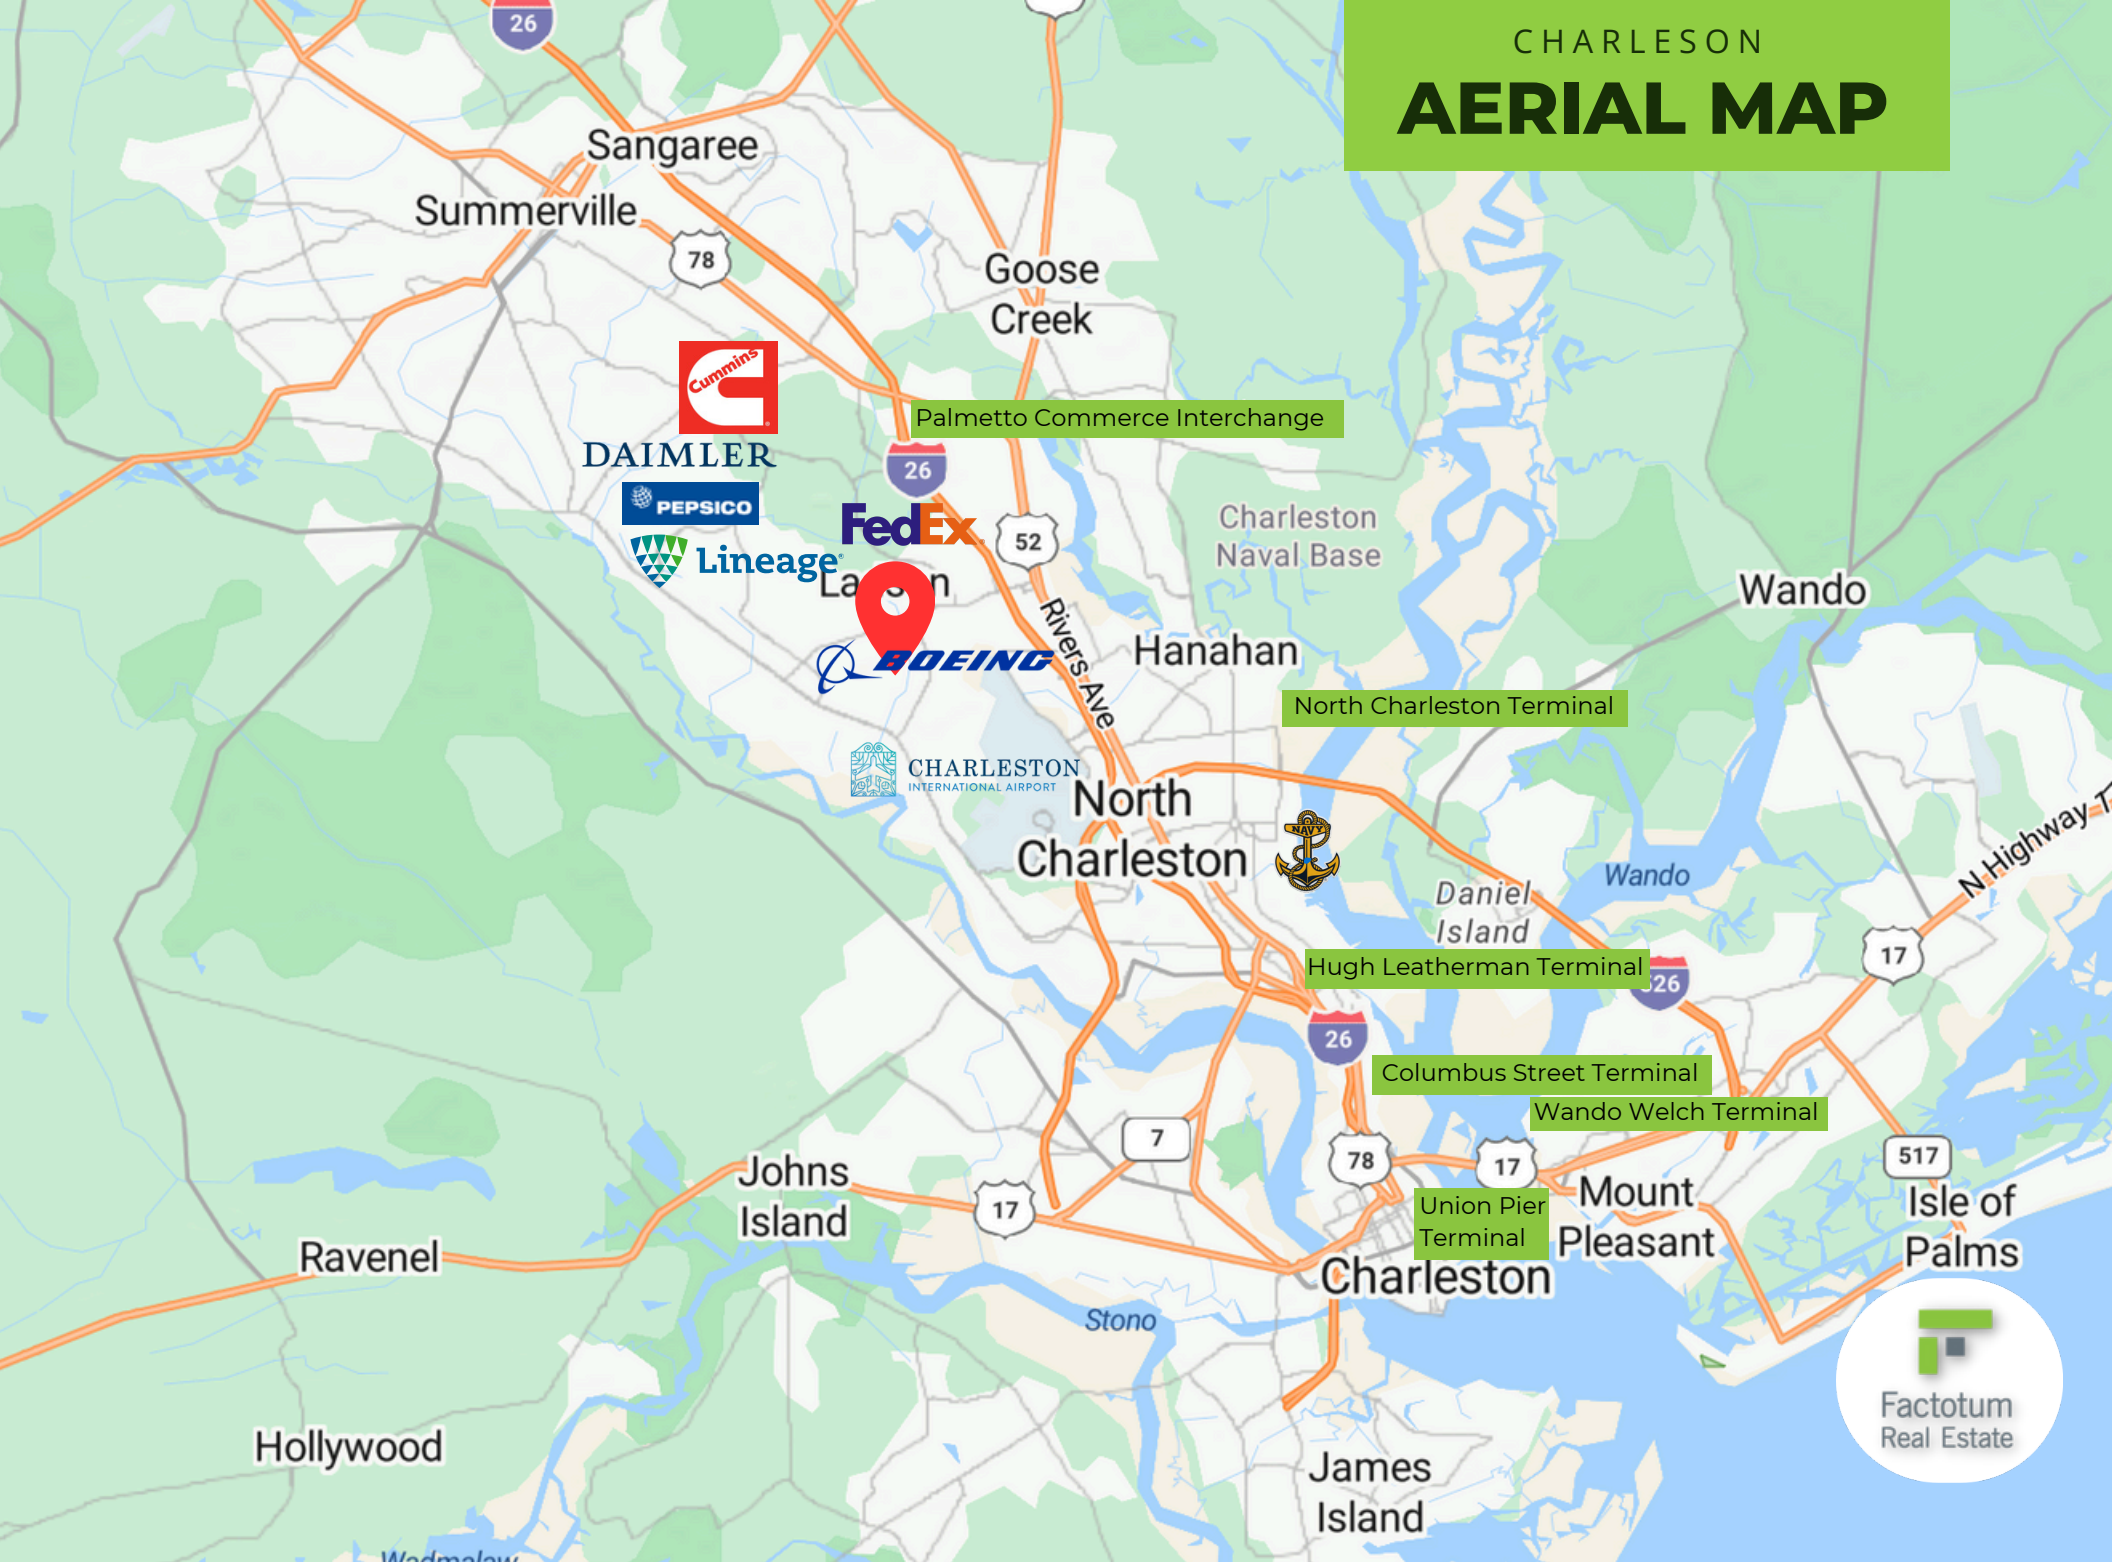 26
CHARLESON
AERIAL MAP
Sangaree
Summerville
78
Goose
Creek
Cummins
DAIMLER
Palmetto Commerce Interchange
26
PEPSICO
FedEx
Lineage
52
Charleston
Naval Base
Wando
Rivers Ave
Hanahan
BOEING
North Charleston Terminal
CHARLESTON
INTERNATIONAL AIRPORT
North
Charleston
NAVY
N Highway
Wando
Daniel
Island
17
Hugh Leatherman Terminal
26
26
Columbus Street Terminal
Wando Welch Terminal
7
78
17
517
Johns
Island
17
Union Pier
Terminal
Mount
Pleasant
Isle of
Palms
Ravenel
Charleston
Stono
Factotum
Real Estate
Hollywood
James
Island